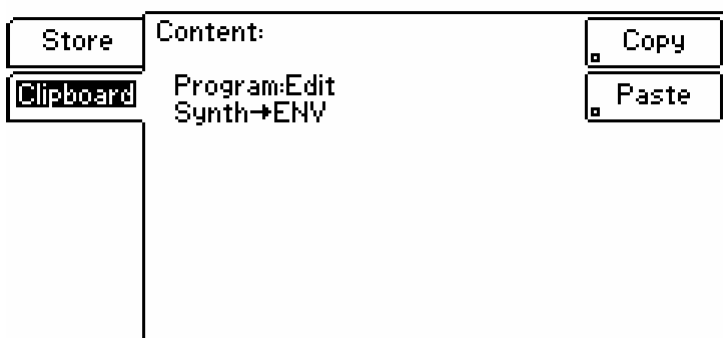 Store
Clipboard
Content:
Program:Edit
Synth→ENV
Copy
Paste